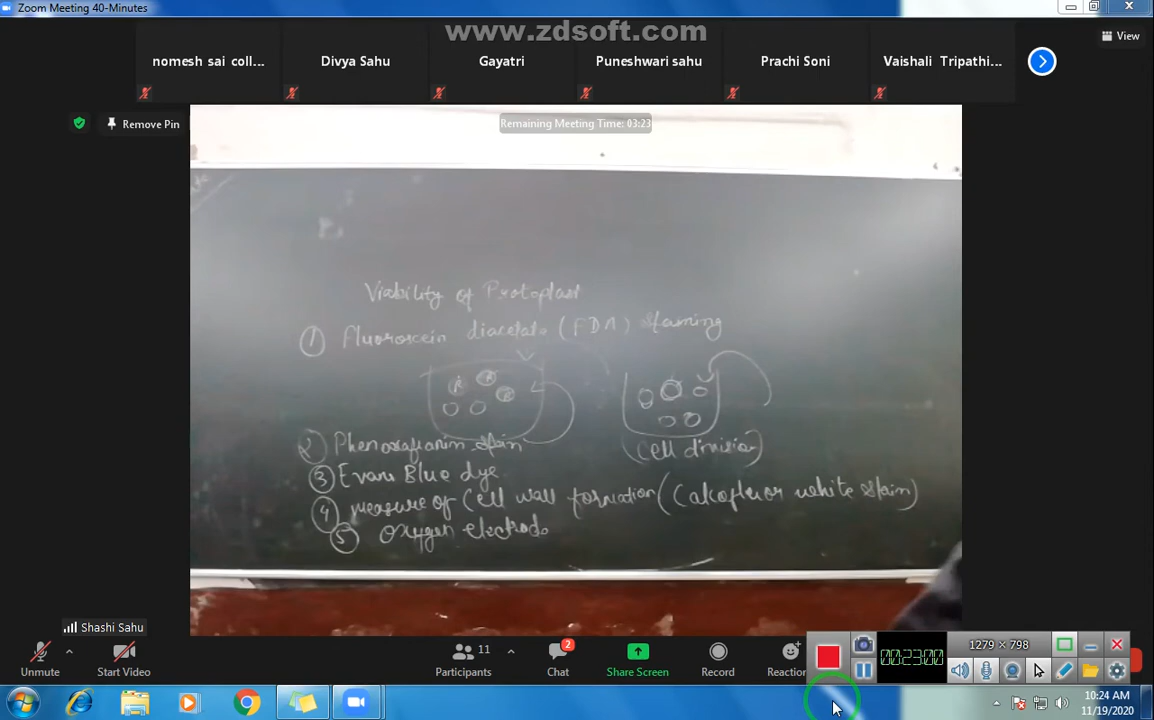 Zoom Meeting 40-Minutes
www.zdsoft.com
View
nomesh sai coll...
Divya Sahu
Gayatri
Puneshwari sahu
Prachi Soni
Vaishali Tripathi...
Remove Pin
Remaining Meeting Time: 03:23
Viability of Protoplast
① Fluorescein diacetate (FDA) staining
② Phenosafranin stain
(Cell division)
③ Evans Blue dye
④ measure of Cell wall formation (Calcofluor white stain)
⑤ Oxygen electrode
Shashi Sahu
Unmute
Start Video
11
Participants
2
Chat
Share Screen
Record
Reaction
00:23:00
1279 × 798
10:24 AM
11/19/2020